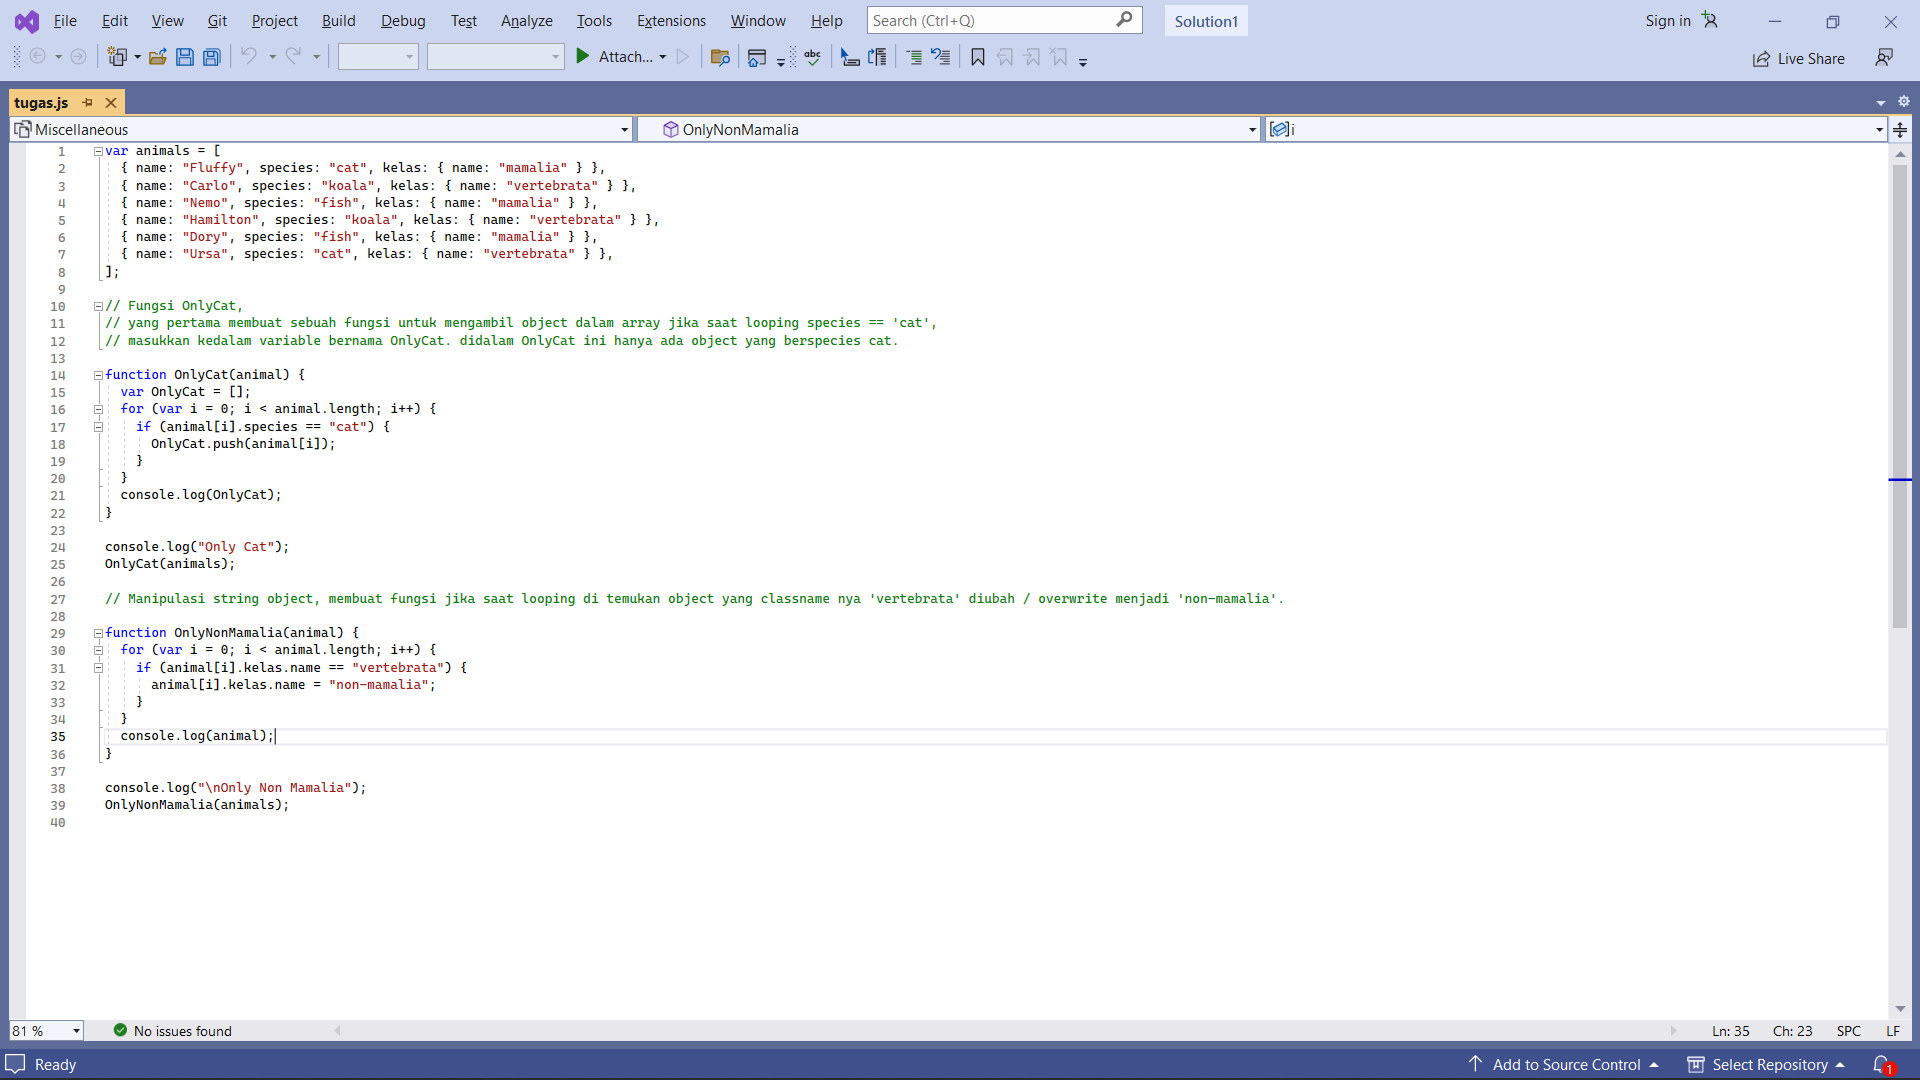 File Edit View Git Project Build Debug Test Analyze Tools Extensions Window Help Search (Ctrl+Q) Solution1 Sign in
Attach... abc Live Share
tugas.js
Miscellaneous OnlyNonMamalia i
1 var animals = [
2 { name: "Fluffy", species: "cat", kelas: { name: "mamalia" } },
3 { name: "Carlo", species: "koala", kelas: { name: "vertebrata" } },
4 { name: "Nemo", species: "fish", kelas: { name: "mamalia" } },
5 { name: "Hamilton", species: "koala", kelas: { name: "vertebrata" } },
6 { name: "Dory", species: "fish", kelas: { name: "mamalia" } },
7 { name: "Ursa", species: "cat", kelas: { name: "vertebrata" } },
8 ];
9
10 // Fungsi OnlyCat,
11 // yang pertama membuat sebuah fungsi untuk mengambil object dalam array jika saat looping species == 'cat',
12 // masukkan kedalam variable bernama OnlyCat. didalam OnlyCat ini hanya ada object yang berspecies cat.
13
14 function OnlyCat(animal) {
15 var OnlyCat = [];
16 for (var i = 0; i < animal.length; i++) {
17 if (animal[i].species == "cat") {
18 OnlyCat.push(animal[i]);
19 }
20 }
21 console.log(OnlyCat);
22 }
23
24 console.log("Only Cat");
25 OnlyCat(animals);
26
27 // Manipulasi string object, membuat fungsi jika saat looping di temukan object yang classname nya 'vertebrata' diubah / overwrite menjadi 'non-mamalia'.
28
29 function OnlyNonMamalia(animal) {
30 for (var i = 0; i < animal.length; i++) {
31 if (animal[i].kelas.name == "vertebrata") {
32 animal[i].kelas.name = "non-mamalia";
33 }
34 }
35 console.log(animal);
36 }
37
38 console.log("\nOnly Non Mamalia");
39 OnlyNonMamalia(animals);
40
81 % No issues found Ln: 35 Ch: 23 SPC LF
Ready Add to Source Control Select Repository 1